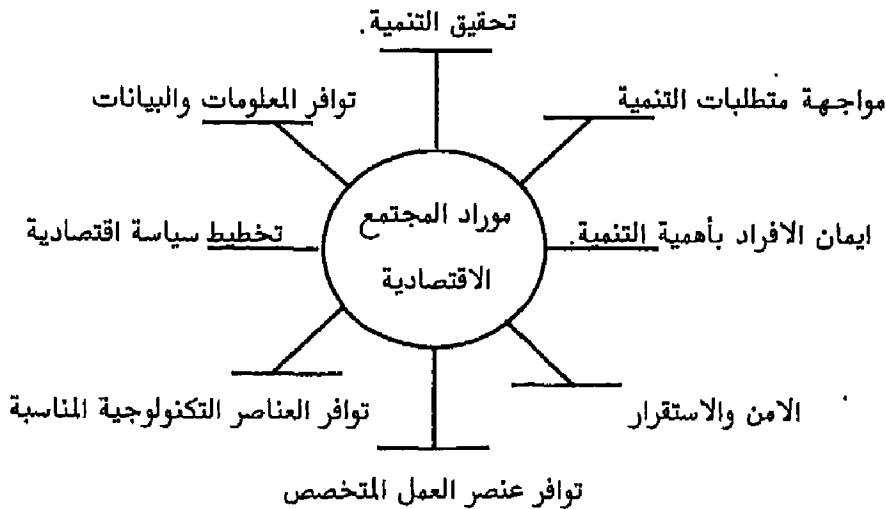 تحقيق التنمية.
مواجهة متطلبات التنمية
توافر المعلومات والبيانات
موراد المجتمع
الاقتصادية
ايمان الافراد بأهمية التنمية.
تخطيط سياسة اقتصادية
الامن والاستقرار
توافر العناصر التكنولوجية المناسبة
توافر عنصر العمل المتخصص